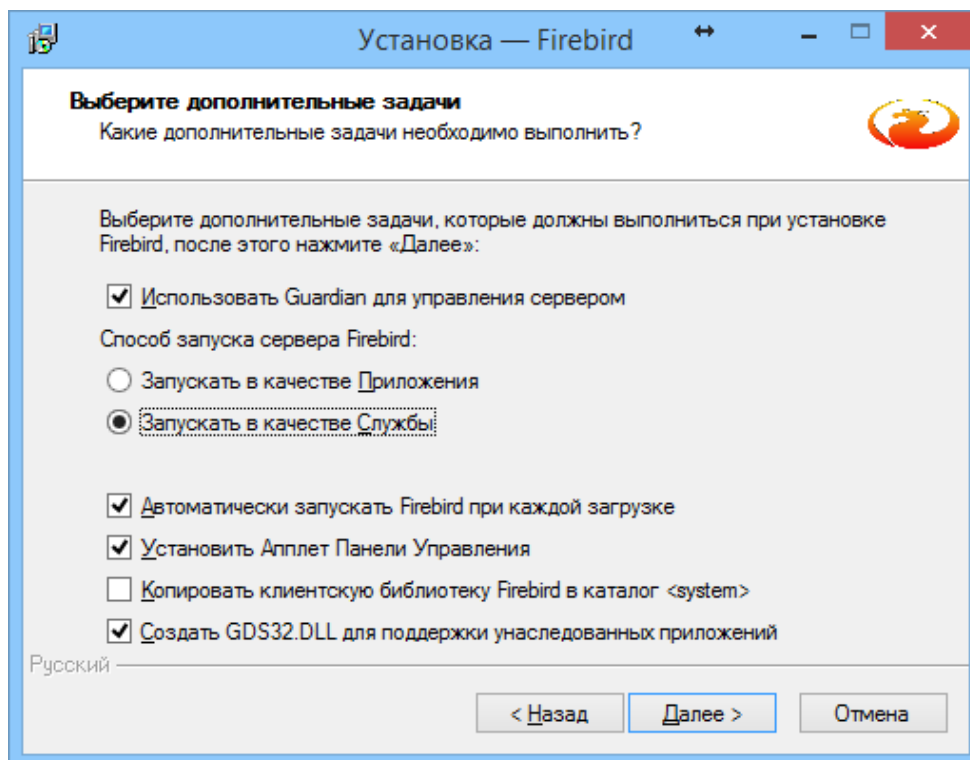 Установка — Firebird
Выберите дополнительные задачи
Какие дополнительные задачи необходимо выполнить?
Выберите дополнительные задачи, которые должны выполниться при установке
Firebird, после этого нажмите «Далее»:
Использовать Guardian для управления сервером
Способ запуска сервера Firebird:
Запускать в качестве Приложения
Запускать в качестве Службы
Автоматически запускать Firebird при каждой загрузке
Установить Апплет Панели Управления
Копировать клиентскую библиотеку Firebird в каталог <system>
Создать GDS32.DLL для поддержки унаследованных приложений
Русский
< Назад
Далее >
Отмена